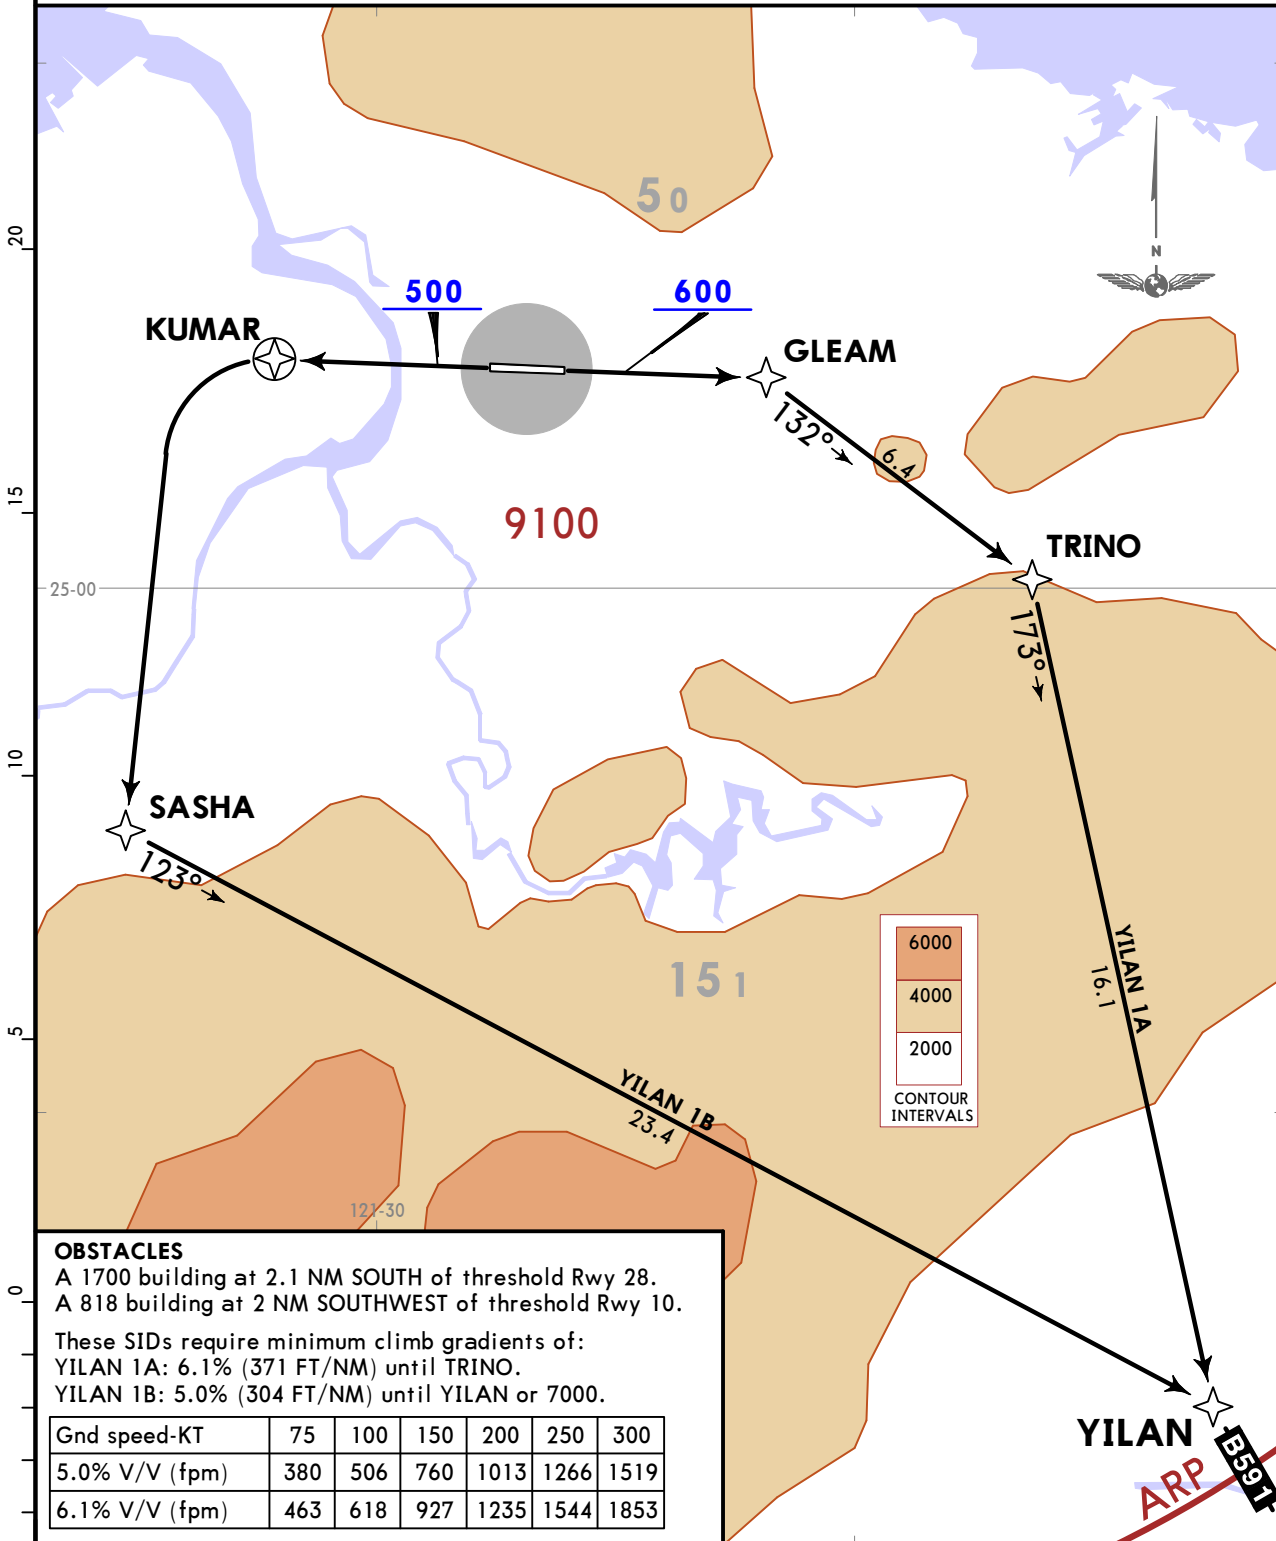 50
20
N
500
600
KUMAR
GLEAM
132°
6.4
15
9100
TRINO
25-00
173°
10
SASHA
123°
YILAN 1A
16.1
151
6000
4000
2000
CONTOUR
INTERVALS
5
YILAN 1B
23.4
121-30
0
OBSTACLES
A 1700 building at 2.1 NM SOUTH of threshold Rwy 28.
A 818 building at 2 NM SOUTHWEST of threshold Rwy 10.
These SIDs require minimum climb gradients of:
YILAN 1A: 6.1% (371 FT/NM) until TRINO.
YILAN 1B: 5.0% (304 FT/NM) until YILAN or 7000.
Gnd speed-KT 75 100 150 200 250 300
5.0% V/V (fpm) 380 506 760 1013 1266 1519
6.1% V/V (fpm) 463 618 927 1235 1544 1853
YILAN
B591
ARP